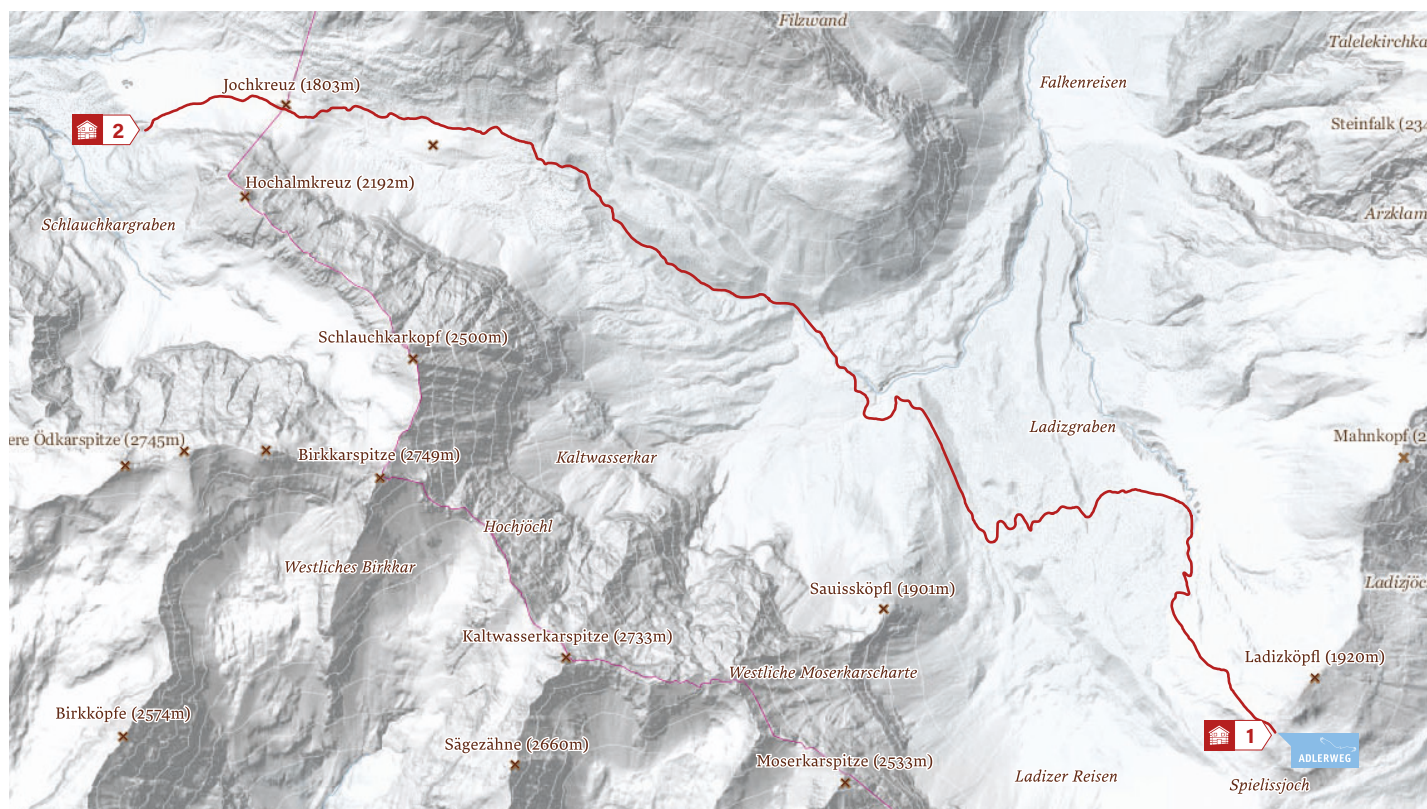 Filzwand
Talelekirchka
Jochkreuz (1803m)
Falkenreisen
2
Steinfalk (234
Hochalmkreuz (2192m)
Schlauchkargraben
Arzklam
Schlauchkarkopf (2500m)
Ladizgraben
ere Ödkarspitze (2745m)
Mahnkopf (2
Birkkarspitze (2749m)
Kaltwasserkar
Hochjöchl
Westliches Birkkar
Sauissköpfl (1901m)
Ladizjöc
Kaltwasserkarspitze (2733m)
Ladizköpfl (1920m)
Westliche Moserkarscharte
Birkköpfe (2574m)
1
Sägezähne (2660m)
ADLERWEG
Moserkarspitze (2533m)
Ladizer Reisen
Spielissjoch